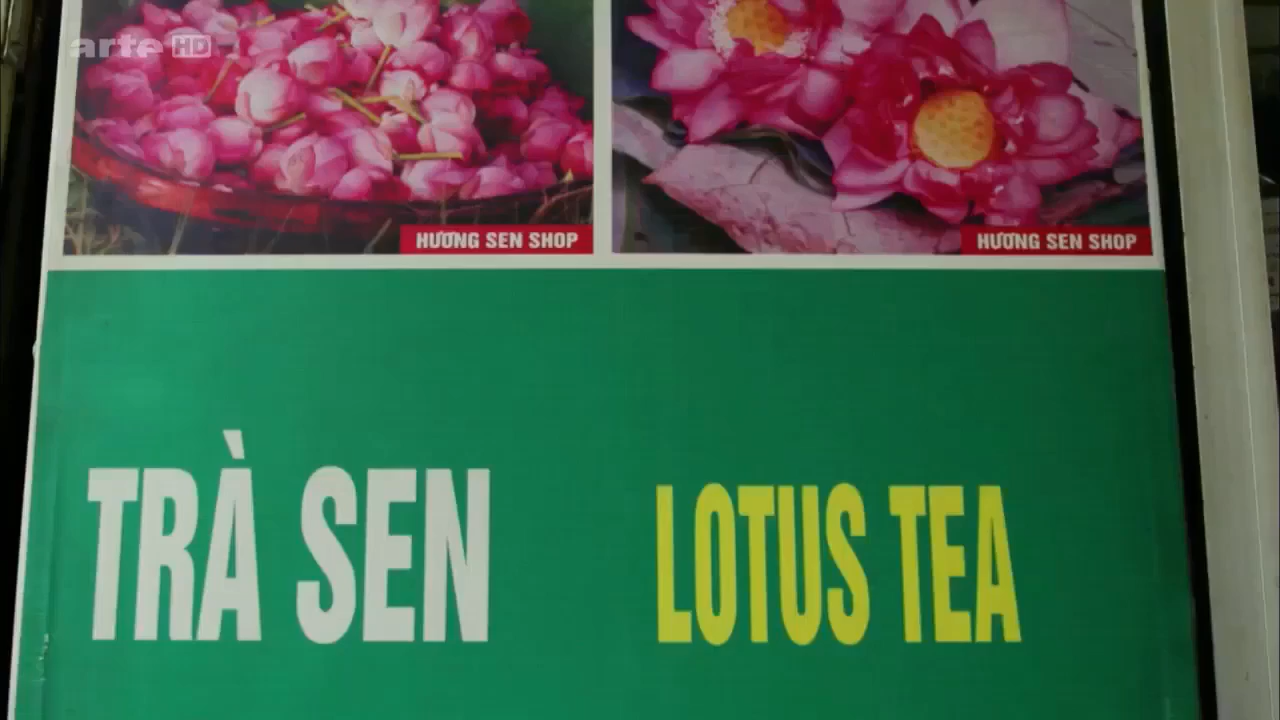 arte HD
HƯƠNG SEN SHOP
HƯƠNG SEN SHOP
TRÀ SEN
LOTUS TEA